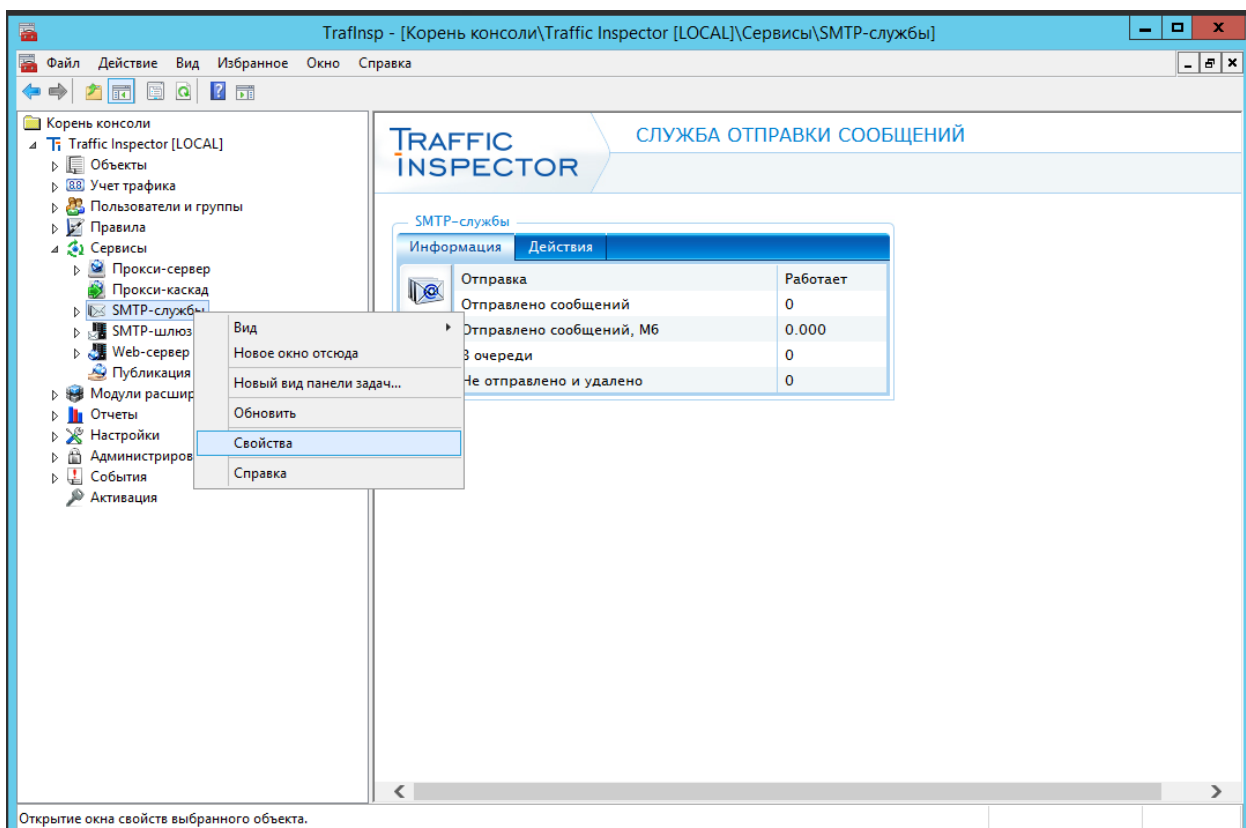 TrafInsp - [Корень консоли\Traffic Inspector [LOCAL]\Сервисы\SMTP-службы]
Файл Действие Вид Избранное Окно Справка
Корень консоли
Traffic Inspector [LOCAL]
Объекты
Учет трафика
Пользователи и группы
Правила
Сервисы
Прокси-сервер
Прокси-каскад
SMTP-службы
SMTP-шлюз
Web-сервер
Публикация
Модули расшир
Отчеты
Настройки
Администриров
События
Активация
Вид
Новое окно отсюда
Новый вид панели задач...
Обновить
Свойства
Справка
TRAFFIC INSPECTOR
СЛУЖБА ОТПРАВКИ СООБЩЕНИЙ
SMTP-службы
Информация Действия
Отправка Работает
Отправлено сообщений 0
Отправлено сообщений, Мб 0.000
В очереди 0
Не отправлено и удалено 0
Открытие окна свойств выбранного объекта.